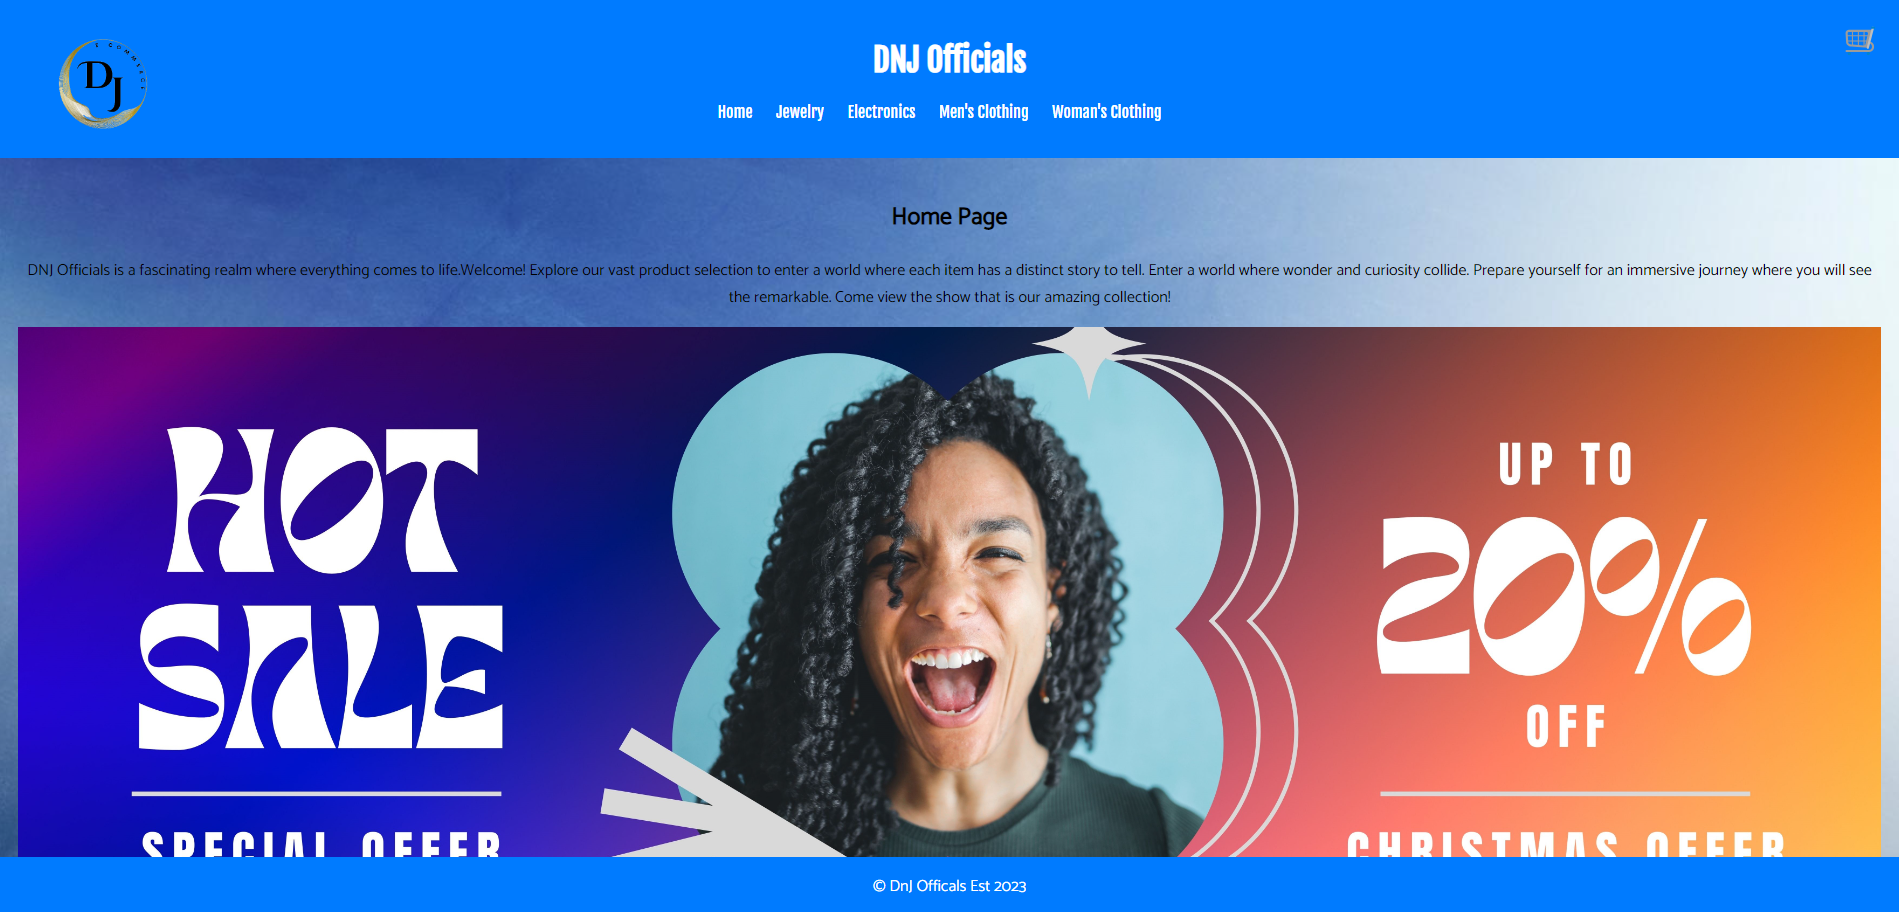 E COMMERCE
DJ
DNJ Officials
Home Jewelry Electronics Men's Clothing Woman's Clothing
Home Page
DNJ Officials is a fascinating realm where everything comes to life.Welcome! Explore our vast product selection to enter a world where each item has a distinct story to tell. Enter a world where wonder and curiosity collide. Prepare yourself for an immersive journey where you will see
the remarkable. Come view the show that is our amazing collection!
HOT
SALE
SPECIAL OFFER
UP TO
20%
OFF
CHRISTMAS OFFER
© DnJ Officals Est 2023